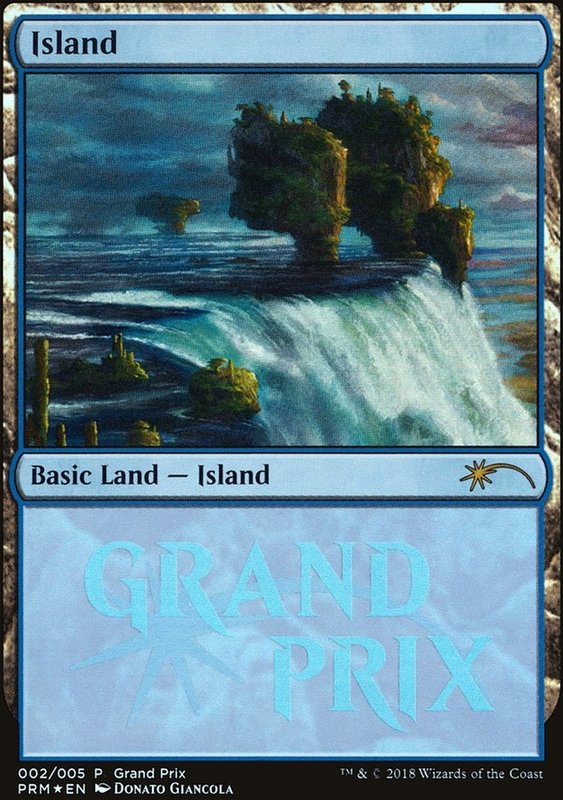 Island
Basic Land — Island
GRAND
PRIX
002/005 P Grand Prix
PRM★EN Donato Giancola
™ & © 2018 Wizards of the Coast